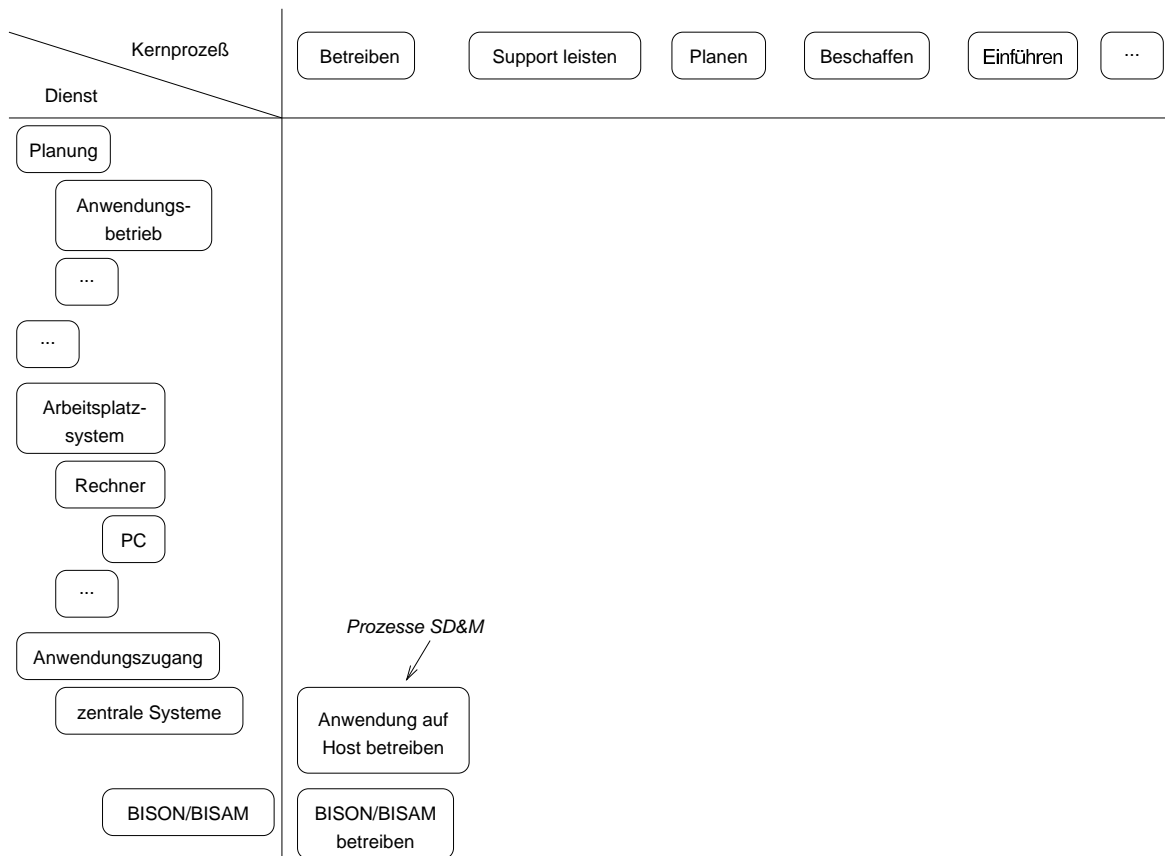 Kernprozeß
Dienst
Betreiben
Support leisten
Planen
Beschaffen
Einführen
...
Planung
Anwendungs-
betrieb
...
...
Arbeitsplatz-
system
Rechner
PC
...
Prozesse SD&M
Anwendungszugang
zentrale Systeme
Anwendung auf
Host betreiben
BISON/BISAM
BISON/BISAM
betreiben